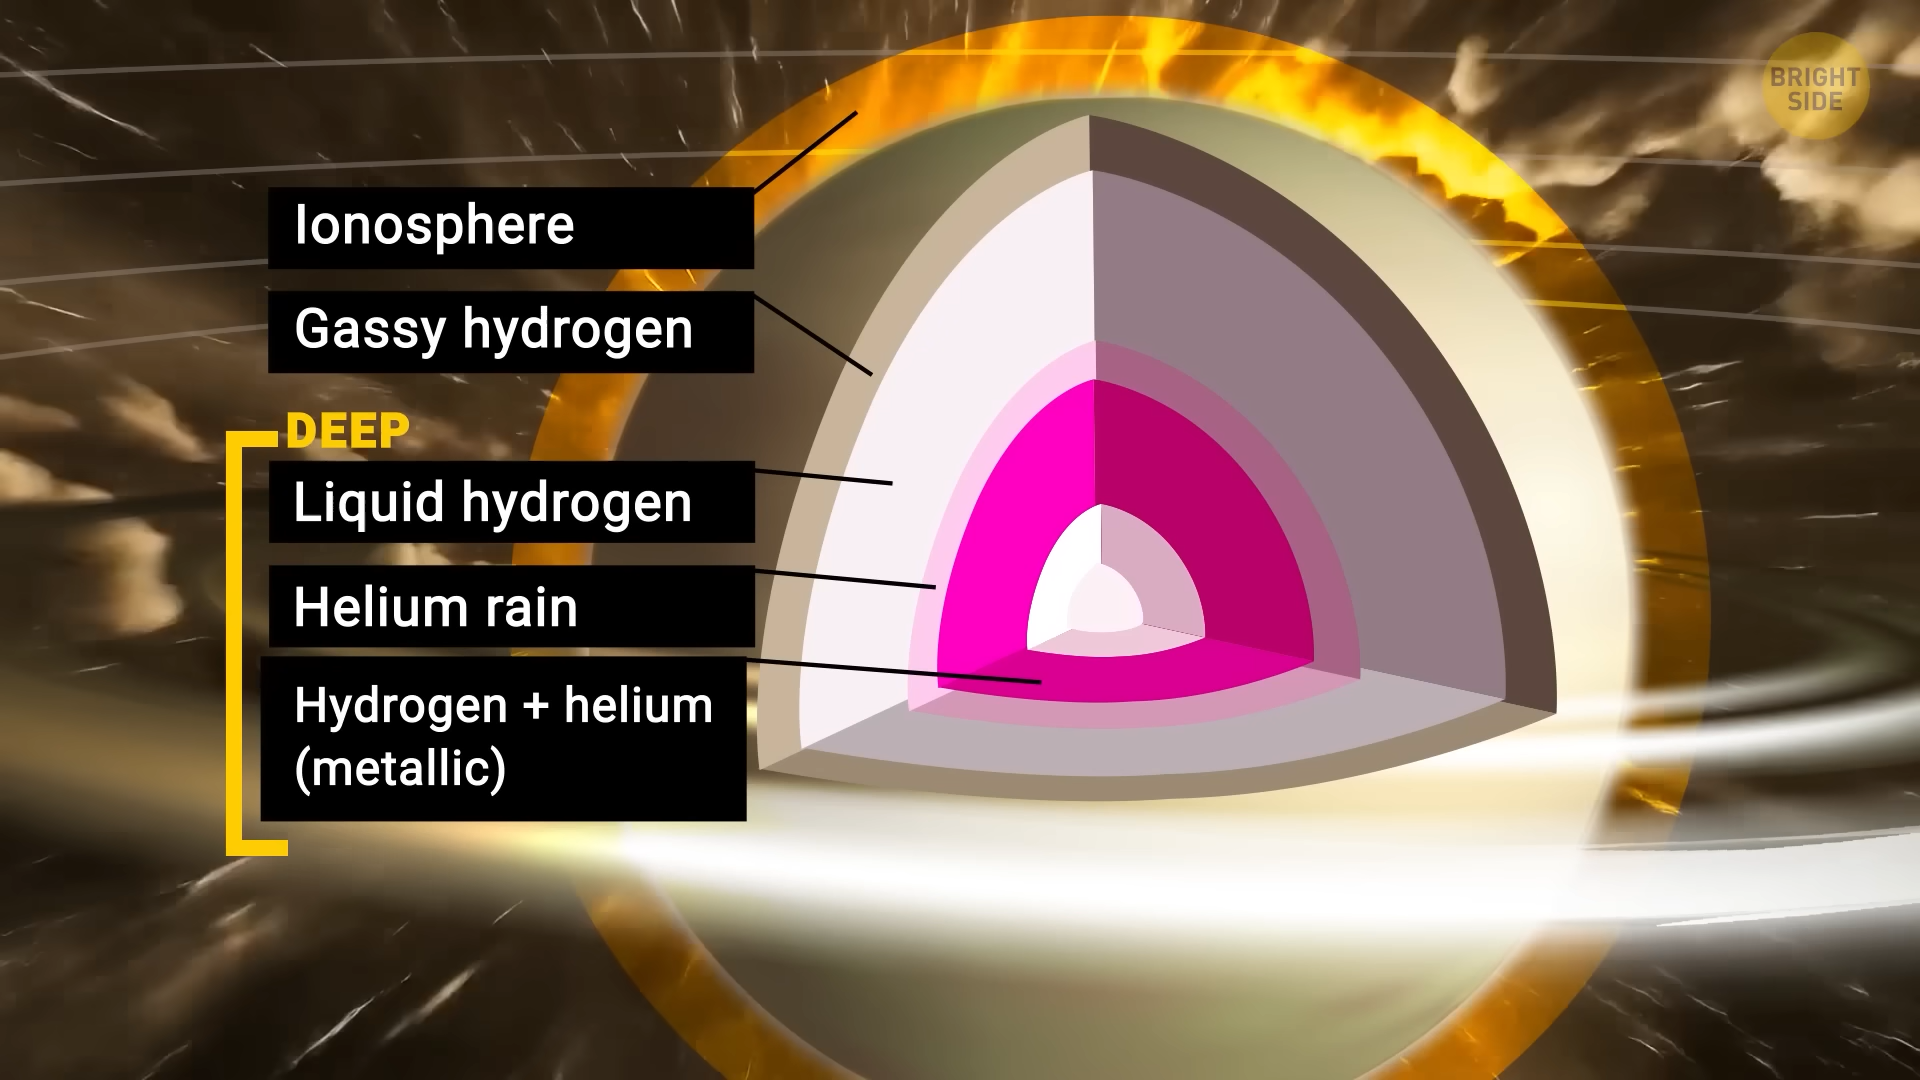 BRIGHT
SIDE
Ionosphere
Gassy hydrogen
DEEP
Liquid hydrogen
Helium rain
Hydrogen + helium
(metallic)